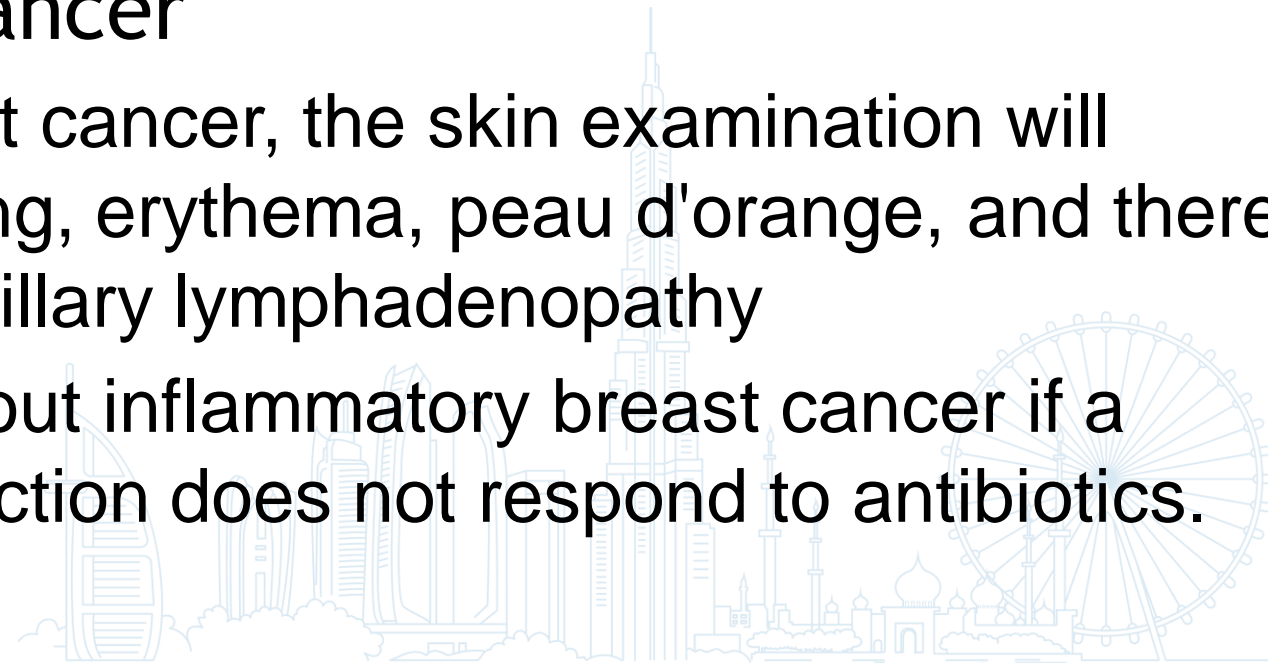 ancer
t cancer, the skin examination will
ng, erythema, peau d'orange, and there
illary lymphadenopathy
out inflammatory breast cancer if a
ction does not respond to antibiotics.